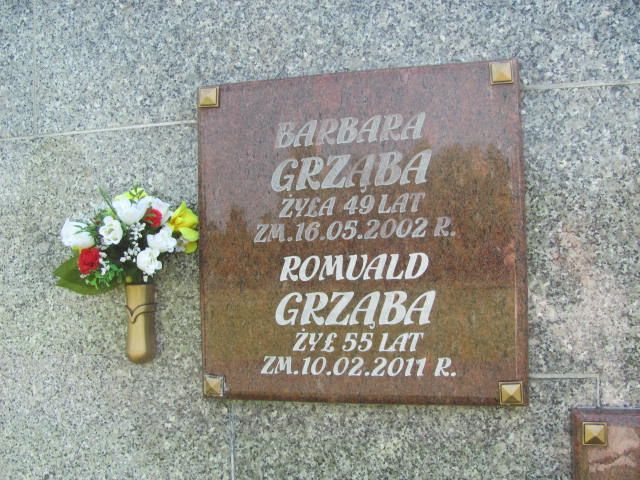 BARBARA
GRZĄBA
ŻYŁA 49 LAT
ZM.16.05.2002 R.
ROMUALD
GRZĄBA
ŻYŁ 55 LAT
ZM.10.02.2011 R.